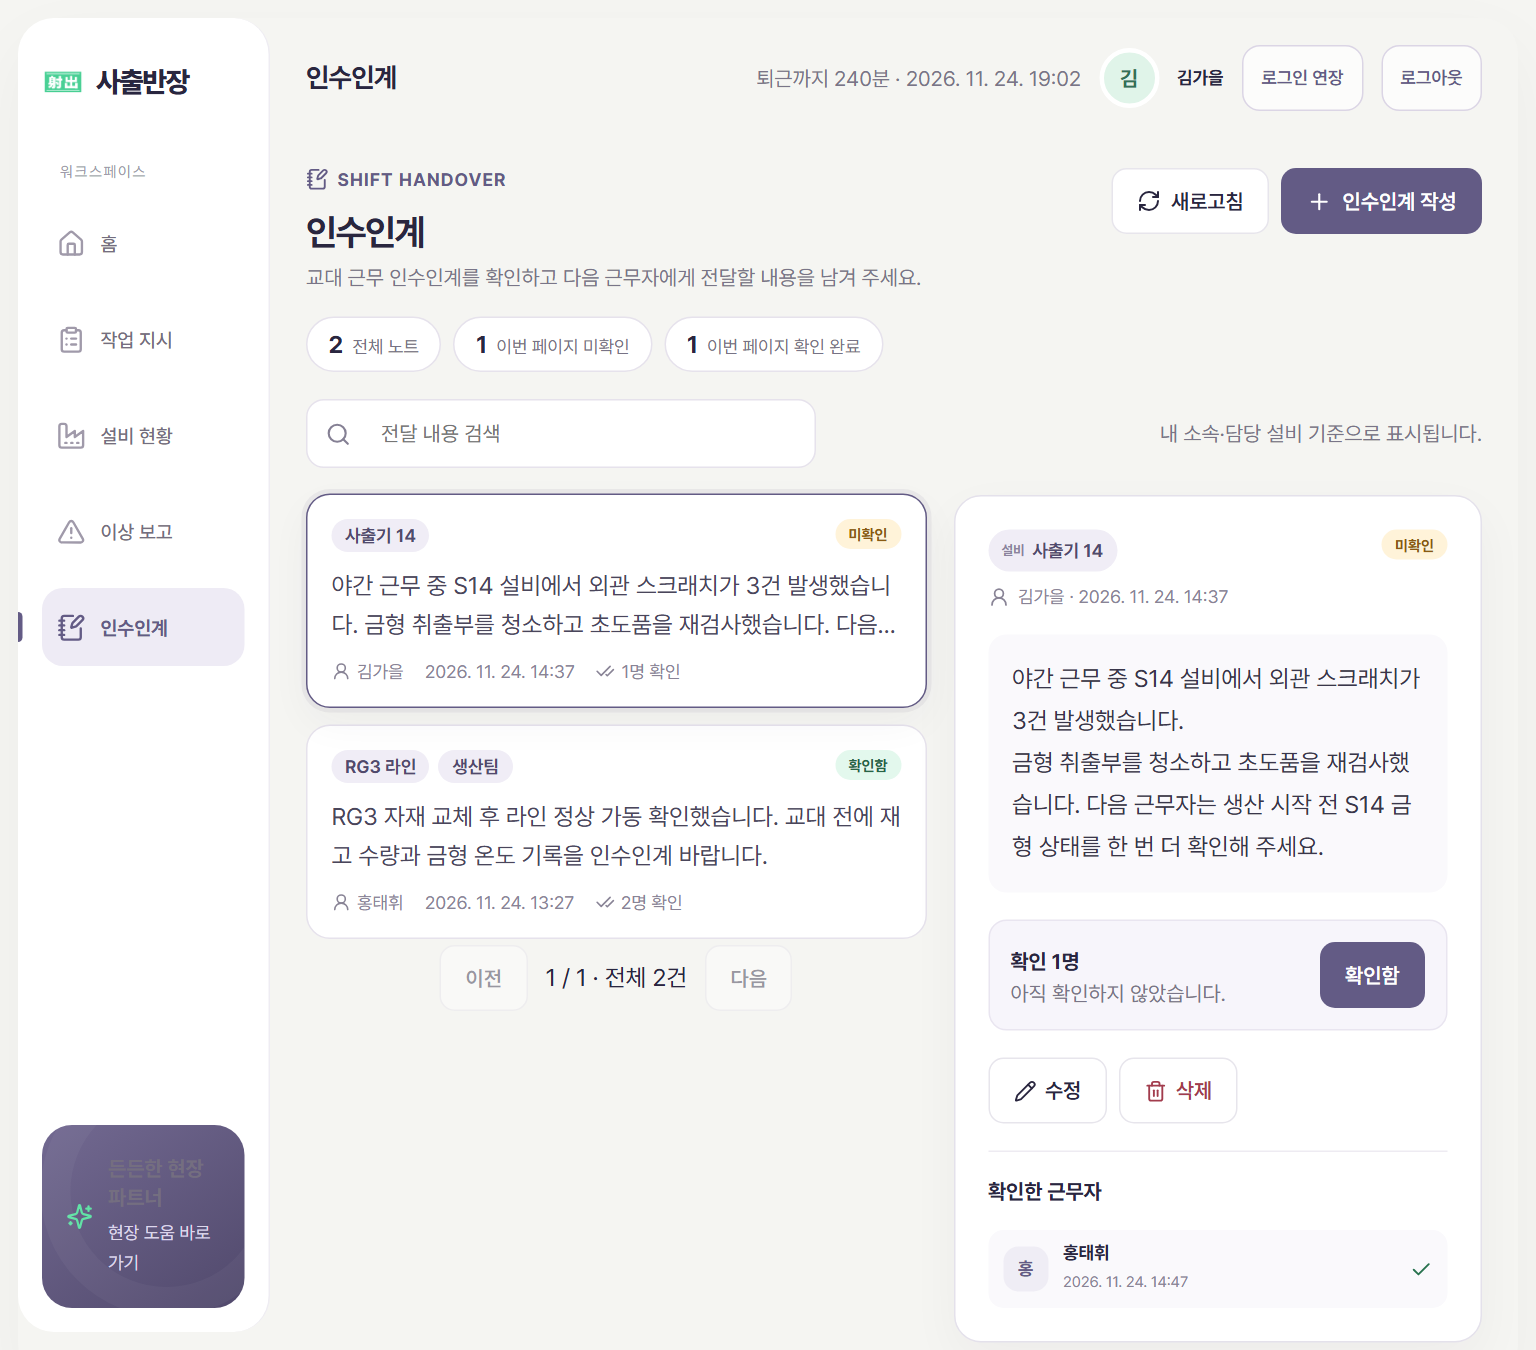 射出 사출반장
워크스페이스
홈
작업 지시
설비 현황
이상 보고
인수인계
든든한 현장
파트너
현장 도움 바로
가기
인수인계
퇴근까지 240분 · 2026. 11. 24. 19:02
김
김가을
로그인 연장
로그아웃
SHIFT HANDOVER
인수인계
교대 근무 인수인계를 확인하고 다음 근무자에게 전달할 내용을 남겨 주세요.
새로고침
인수인계 작성
2 전체 노트
1 이번 페이지 미확인
1 이번 페이지 확인 완료
전달 내용 검색
내 소속·담당 설비 기준으로 표시됩니다.
사출기 14
미확인
야간 근무 중 S14 설비에서 외관 스크래치가 3건 발생했습니
다. 금형 취출부를 청소하고 초도품을 재검사했습니다. 다음...
김가을 2026. 11. 24. 14:37 1명 확인
RG3 라인 생산팀
확인함
RG3 자재 교체 후 라인 정상 가동 확인했습니다. 교대 전에 재
고 수량과 금형 온도 기록을 인수인계 바랍니다.
홍태휘 2026. 11. 24. 13:27 2명 확인
이전
1 / 1 · 전체 2건
다음
설비 사출기 14
미확인
김가을 · 2026. 11. 24. 14:37
야간 근무 중 S14 설비에서 외관 스크래치가
3건 발생했습니다.
금형 취출부를 청소하고 초도품을 재검사했
습니다. 다음 근무자는 생산 시작 전 S14 금
형 상태를 한 번 더 확인해 주세요.
확인 1명
아직 확인하지 않았습니다.
확인함
수정
삭제
확인한 근무자
홍
홍태휘
2026. 11. 24. 14:47